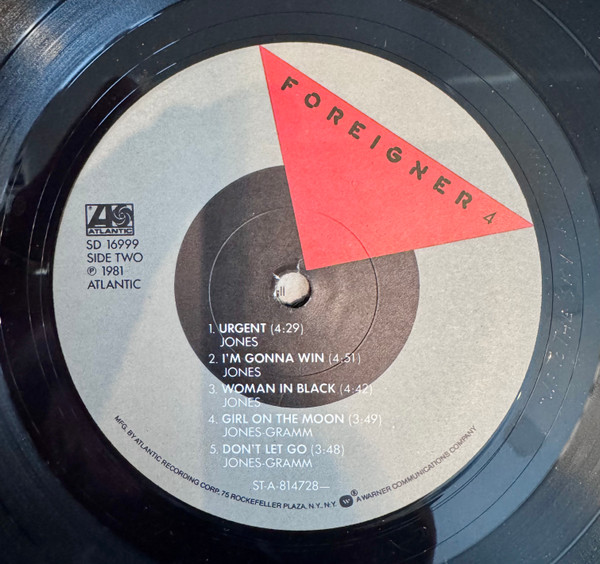 FOREIGNER 4
ATLANTIC
SD 16999
SIDE TWO
℗ 1981
ATLANTIC
1. URGENT (4:29)
JONES
2. I'M GONNA WIN (4:51)
JONES
3. WOMAN IN BLACK (4:42)
JONES
4. GIRL ON THE MOON (3:49)
JONES-GRAMM
5. DON'T LET GO (3:48)
JONES-GRAMM
ST-A-814728—
MFG. BY ATLANTIC RECORDING CORP. 75 ROCKEFELLER PLAZA, N.Y., N.Y. ® A WARNER COMMUNICATIONS COMPANY